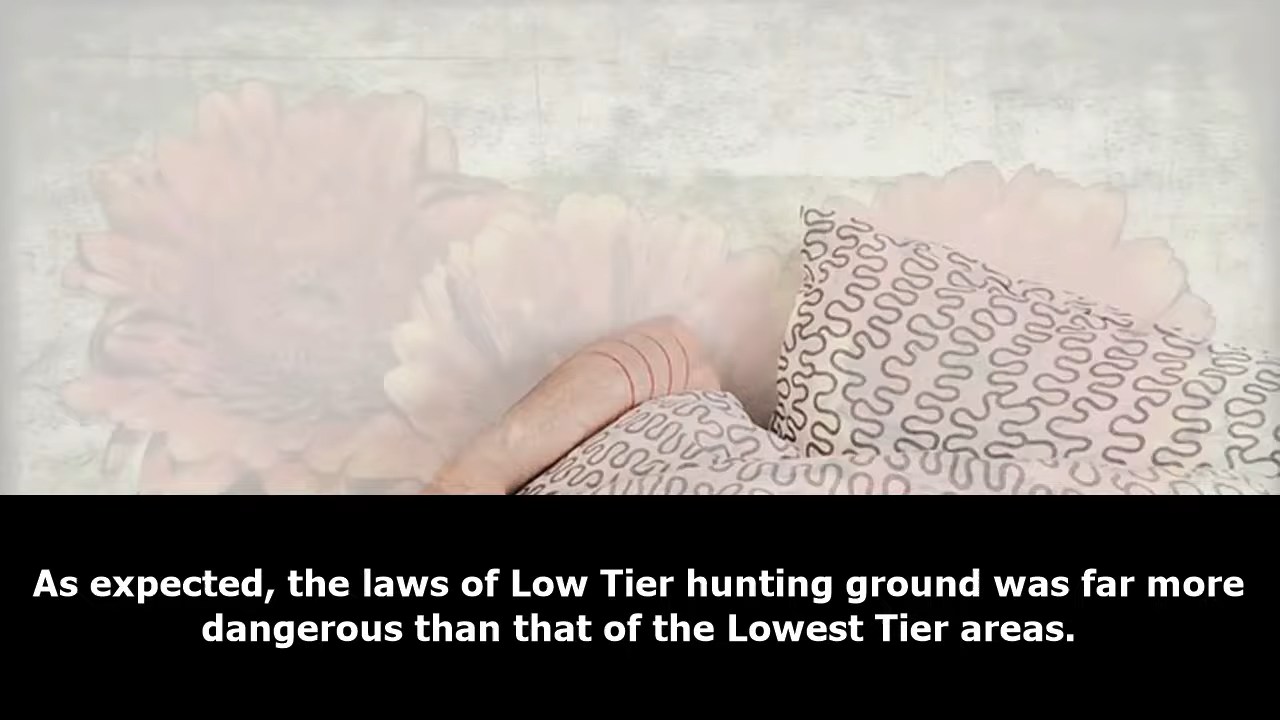 As expected, the laws of Low Tier hunting ground was far more
dangerous than that of the Lowest Tier areas.